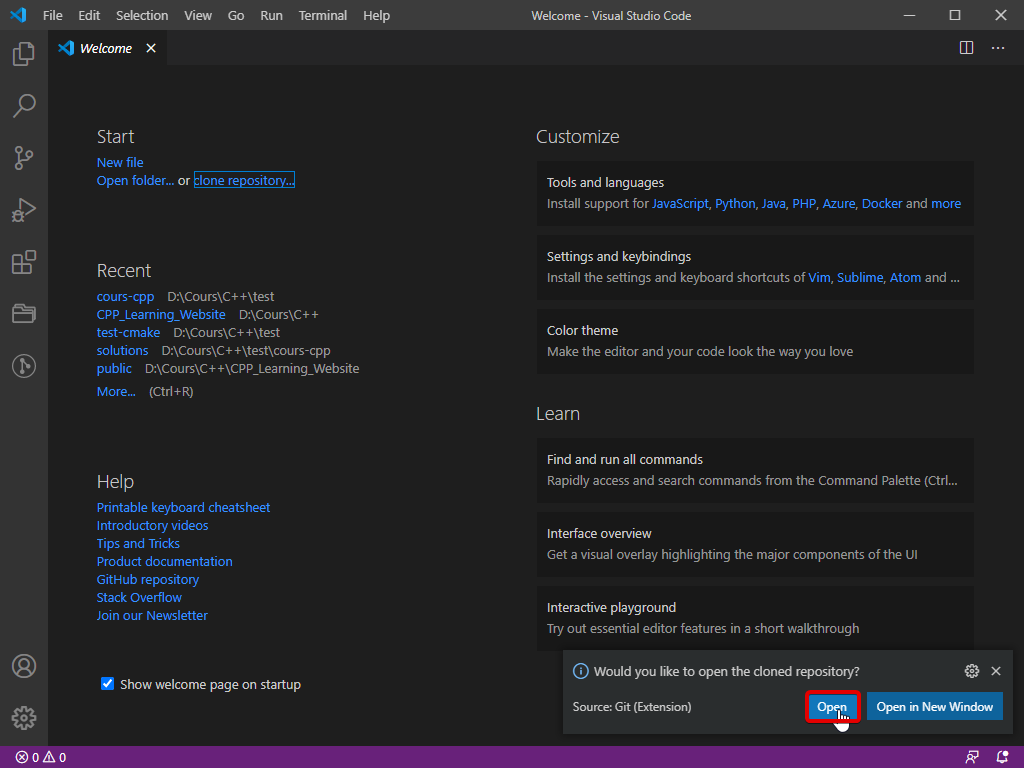 File Edit Selection View Go Run Terminal Help Welcome - Visual Studio Code
Welcome
Start
New file
Open folder... or clone repository...
Recent
cours-cpp D:\Cours\C++\test
CPP_Learning_Website D:\Cours\C++
test-cmake D:\Cours\C++\test
solutions D:\Cours\C++\test\cours-cpp
public D:\Cours\C++\CPP_Learning_Website
More... (Ctrl+R)
Help
Printable keyboard cheatsheet
Introductory videos
Tips and Tricks
Product documentation
GitHub repository
Stack Overflow
Join our Newsletter
Show welcome page on startup
Customize
Tools and languages
Install support for JavaScript, Python, Java, PHP, Azure, Docker and more
Settings and keybindings
Install the settings and keyboard shortcuts of Vim, Sublime, Atom and ...
Color theme
Make the editor and your code look the way you love
Learn
Find and run all commands
Rapidly access and search commands from the Command Palette (Ctrl...
Interface overview
Get a visual overlay highlighting the major components of the UI
Interactive playground
Try out essential editor features in a short walkthrough
Would you like to open the cloned repository?
Source: Git (Extension) Open Open in New Window
0 0